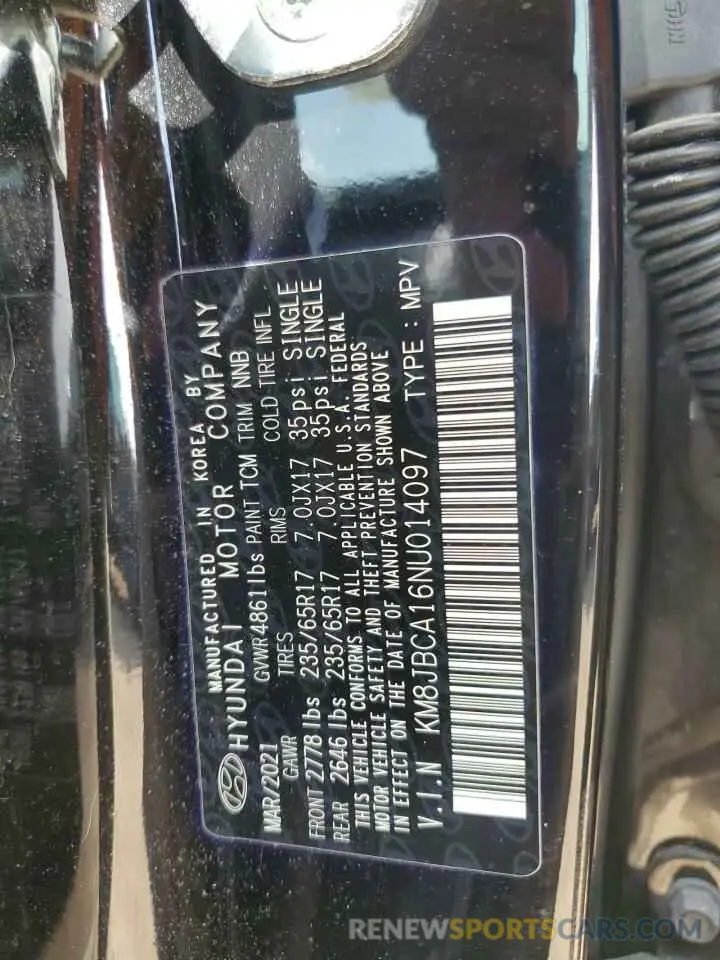 MANUFACTURED IN KOREA BY
HYUNDAI MOTOR COMPANY
MAR/2021 GVWR4861lbs PAINT TCM TRIM NNB
GAWR TIRES RIMS COLD TIRE INFL
FRONT 2778 lbs 235/65R17 7.0JX17 35psi SINGLE
REAR 2646 lbs 235/65R17 7.0JX17 35psi SINGLE
THIS VEHICLE CONFORMS TO ALL APPLICABLE U.S.A. FEDERAL
MOTOR VEHICLE SAFETY AND THEFT PREVENTION STANDARDS
IN EFFECT ON THE DATE OF MANUFACTURE SHOWN ABOVE
V.I.N KM8JBCA16NU014097 TYPE : MPV
RENEWSPORTSCARS.COM